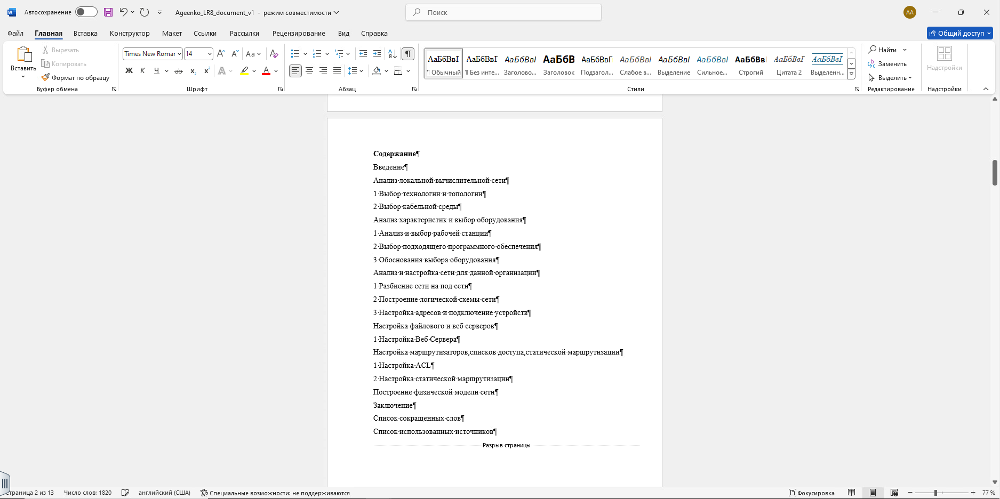 Автосохранение
Ageenko_LR8_document_v1 - режим совместимости
Поиск
AA
Файл Главная Вставка Конструктор Макет Ссылки Рассылки Рецензирование Вид Справка
Общий доступ
Вставить
Вырезать
Копировать
Формат по образцу
Буфер обмена
Times New Roman 14
Aa
Ж К Ч ab x₂ x²
Шрифт
Абзац
АаБбВвГ АаБбВвГ АаБбВвІ АаБбВ АаБбВвГ АаБбВвІ АаБбВвІ АаБбВвІ АаБбВвІ АаБбВвГ АаБбВвГ
¶ Обычный ¶ Без инте... Заголово... Заголовок Подзагол... Слабое в... Выделение Сильное... Строгий Цитата 2 Выделенн...
Стили
Найти
Заменить
Выделить
Редактирование
Надстройки
Надстройки
Содержание¶
Введение¶
Анализ·локальной·вычислительной·сети¶
1·Выбор·технологии·и·топологии¶
2·Выбор·кабельной·среды¶
Анализ·характеристик·и·выбор·оборудования¶
1·Анализ·и·выбор·рабочей·станции¶
2·Выбор·подходящего·программного·обеспечения¶
3·Обоснования·выбора·оборудования¶
Анализ·и·настройка·сети·для·данной·организации¶
1·Разбиение·сети·на·под·сети¶
2·Построение·логической·схемы·сети¶
3·Настройка·адресов·и·подключение·устройств¶
Настройка·файлового·и·веб·серверов¶
1·Настройка·Веб·Сервера¶
Настройка·маршрутизаторов,списков·доступа,статической·маршрутизации¶
1·Настройка·ACL¶
2·Настройка·статической·маршрутизации¶
Построение·физической·модели·сети¶
Заключение¶
Список·сокращенных·слов¶
Список·использованных·источников¶
Разрыв страницы
Страница 2 из 13 Число слов: 1820 английский (США) Специальные возможности: не поддерживаются
Фокусировка
77 %